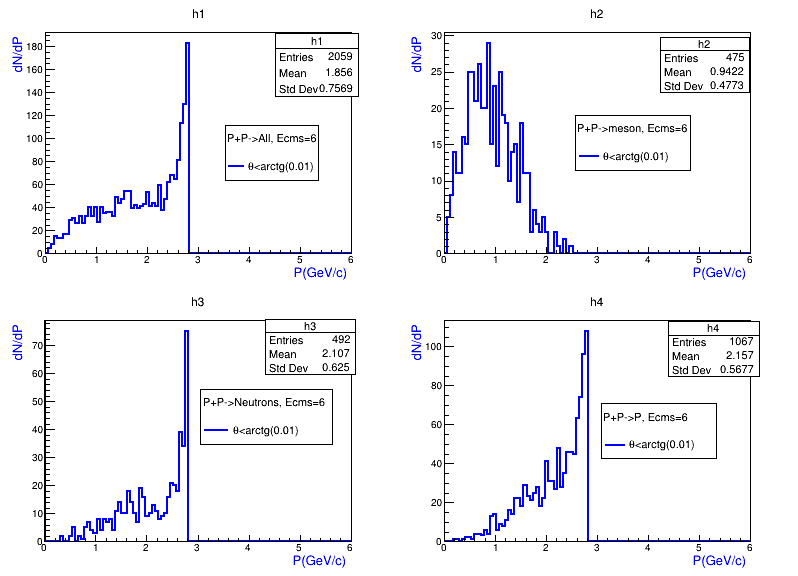 h1
dN/dP
180
160
140
120
100
80
60
40
20
0
h1
Entries 2059
Mean 1.856
Std Dev 0.7569
P+P->All, Ecms=6
θ<arctg(0.01)
0 1 2 3 4 5 6
P(GeV/c)
h2
dN/dP
30
25
20
15
10
5
0
h2
Entries 475
Mean 0.9422
Std Dev 0.4773
P+P->meson, Ecms=6
θ<arctg(0.01)
0 1 2 3 4 5 6
P(GeV/c)
h3
dN/dP
70
60
50
40
30
20
10
0
h3
Entries 492
Mean 2.107
Std Dev 0.625
P+P->Neutrons, Ecms=6
θ<arctg(0.01)
0 1 2 3 4 5 6
P(GeV/c)
h4
dN/dP
100
80
60
40
20
0
h4
Entries 1067
Mean 2.157
Std Dev 0.5677
P+P->P, Ecms=6
θ<arctg(0.01)
0 1 2 3 4 5 6
P(GeV/c)